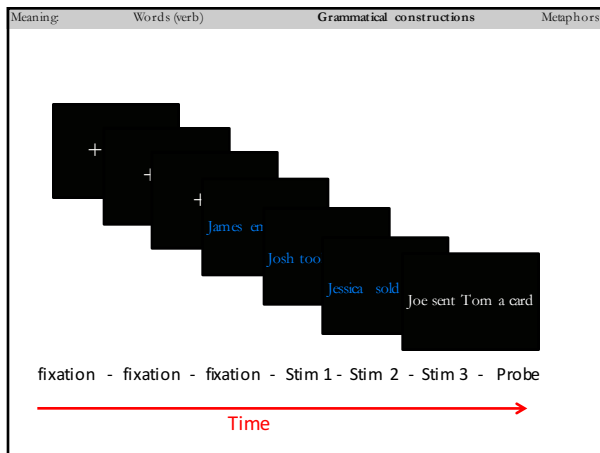 Meaning: Words (verb) Grammatical constructions Metaphors
+
+
+
James en
Josh too
Jessica sold
Joe sent Tom a card
fixation - fixation - fixation - Stim 1 - Stim 2 - Stim 3 - Probe
Time